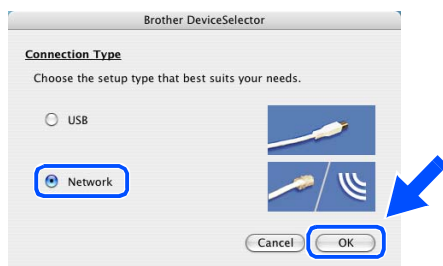 Brother DeviceSelector
Connection Type
Choose the setup type that best suits your needs.
USB
Network
Cancel OK